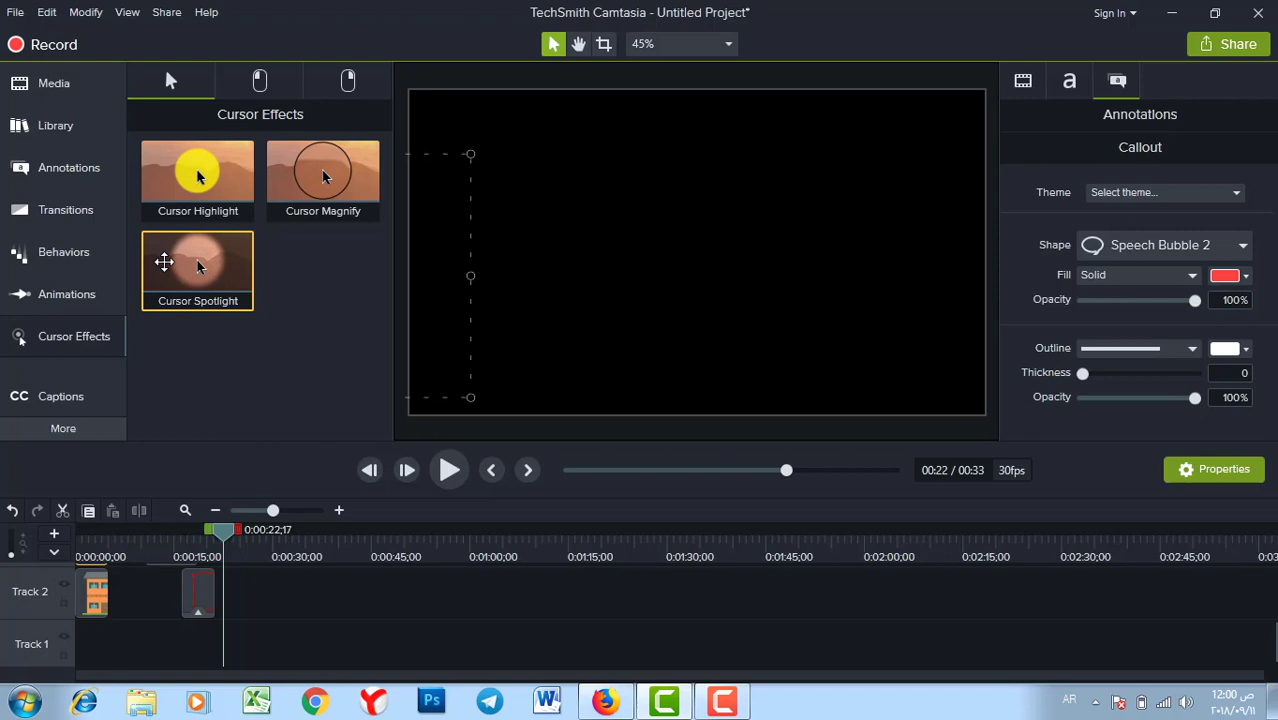 File Edit Modify View Share Help
TechSmith Camtasia - Untitled Project*
Sign In
Record
45%
Share
Media
Library
Annotations
Transitions
Behaviors
Animations
Cursor Effects
CC Captions
More
Cursor Effects
Cursor Highlight
Cursor Magnify
Cursor Spotlight
a
a
Annotations
Callout
Theme Select theme...
Shape Speech Bubble 2
Fill Solid
Opacity 100%
Outline
Thickness 0
Opacity 100%
00:22 / 00:33 30fps
Properties
0:00:22;17
0:00:00;00 0:00:15:00 0:00:30;00 0:00:45;00 0:01:00;00 0:01:15;00 0:01:30;00 0:01:45;00 0:02:00;00 0:02:15;00 0:02:30;00 0:02:45;00 0:03
Track 2
Track 1
Ps
W
AR
12:00 ص
٢٠١٨/٠٩/١١